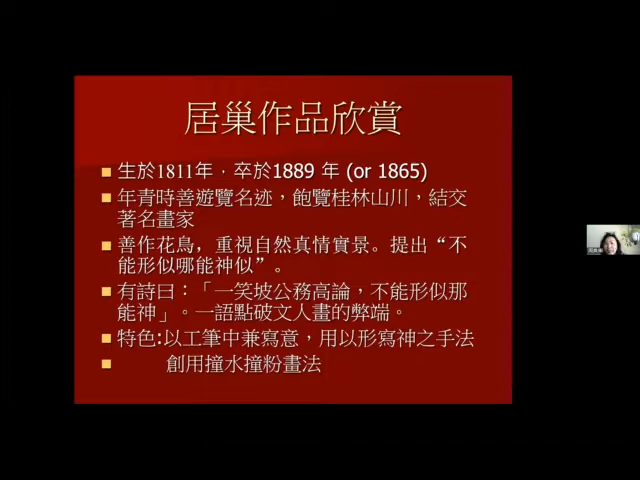 居巢作品欣賞
生於1811年，卒於1889 年 (or 1865)
年青時善遊覽名迹，飽覽桂林山川，結交
著名畫家
善作花鳥，重視自然真情實景。提出“不
能形似哪能神似”。
有詩曰：「一笑坡公務高論，不能形似那
能神」。一語點破文人畫的弊端。
特色:以工筆中兼寫意，用以形寫神之手法
創用撞水撞粉畫法